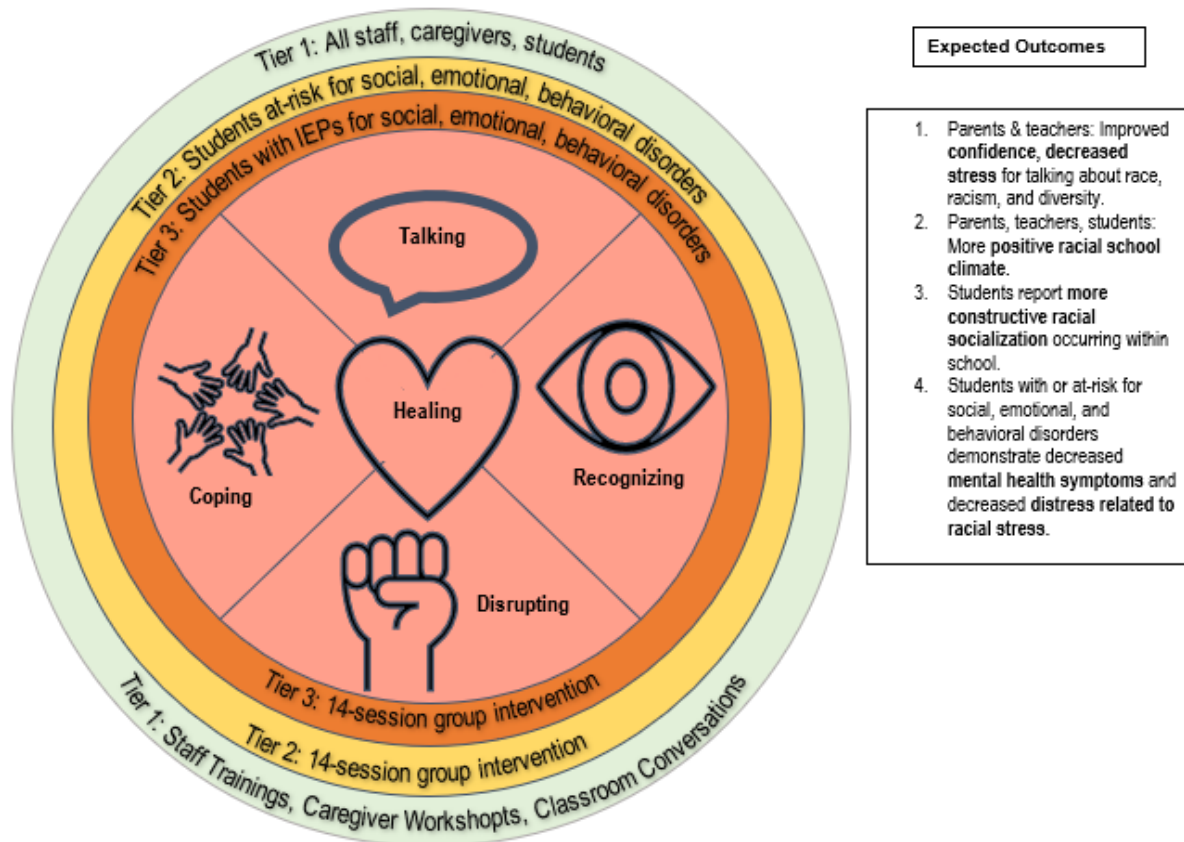 Tier 1: All staff, caregivers, students
Tier 2: Students at-risk for social, emotional, behavioral disorders
Tier 3: Students with IEPs for social, emotional, behavioral disorders
Talking
Healing
Coping
Recognizing
Disrupting
Tier 3: 14-session group intervention
Tier 2: 14-session group intervention
Tier 1: Staff Trainings, Caregiver Workshopts, Classroom Conversations
Expected Outcomes
1. Parents & teachers: Improved
confidence, decreased
stress for talking about race,
racism, and diversity.
2. Parents, teachers, students:
More positive racial school
climate.
3. Students report more
constructive racial
socialization occurring within
school.
4. Students with or at-risk for
social, emotional, and
behavioral disorders
demonstrate decreased
mental health symptoms and
decreased distress related to
racial stress.